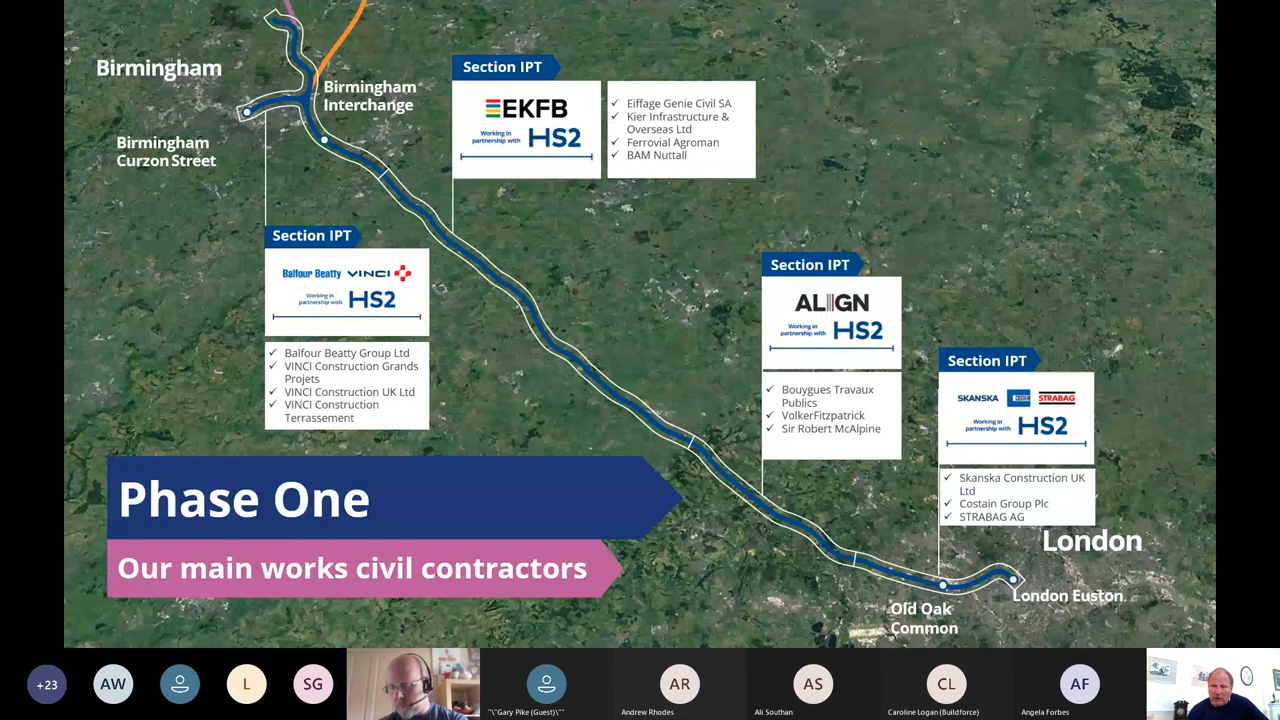 Birmingham
Birmingham
Interchange
Birmingham
Curzon Street
Section IPT
EKFB
Working in
partnership with HS2
✓ Eiffage Genie Civil SA
✓ Kier Infrastructure &
Overseas Ltd
✓ Ferrovial Agroman
✓ BAM Nuttall
Section IPT
Balfour Beatty VINCI
Working in
partnership with HS2
✓ Balfour Beatty Group Ltd
✓ VINCI Construction Grands
Projets
✓ VINCI Construction UK Ltd
✓ VINCI Construction
Terrassement
Section IPT
ALIGN
Working in
partnership with HS2
✓ Bouygues Travaux
Publics
✓ VolkerFitzpatrick
✓ Sir Robert McAlpine
Section IPT
SKANSKA COSTAIN STRABAG
Working in
partnership with HS2
✓ Skanska Construction UK
Ltd
✓ Costain Group Plc
✓ STRABAG AG
Phase One
Our main works civil contractors
London
London Euston
Old Oak
Common
+23
AW
L
SG
AR
AS
CL
AF
"\"Gary Pike (Guest)\""
Andrew Rhodes
Ali Southan
Caroline Logan (Buildforce)
Angela Forbes